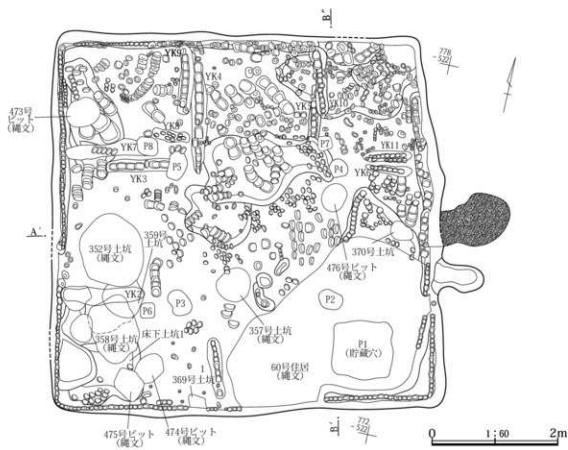 B"
778
-522
YK9
YK4
473号
ピット
(縄文)
YK8
YK10
YK7
P8
P7
YK11
YK3
P5
P4
A'
352号土坑
(縄文)
359号
土坑
476号ピット
(縄文)
370号土坑
YK2
P6
P3
P2
358号土坑
(縄文)
床下土坑1
357号土坑
(縄文)
P1
(貯蔵穴)
1
369号土坑
60号住居
(縄文)
475号ピット
(縄文)
474号ピット
(縄文)
772
-522
0
1:60
2m